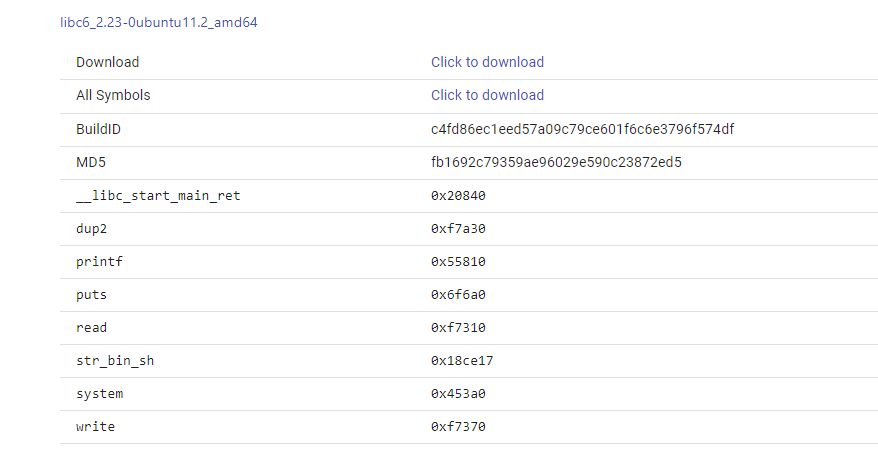 libc6_2.23-0ubuntu11.2_amd64
Download Click to download
All Symbols Click to download
BuildID c4fd86ec1eed57a09c79ce601f6c6e3796f574df
MD5 fb1692c79359ae96029e590c23872ed5
__libc_start_main_ret 0x20840
dup2 0xf7a30
printf 0x55810
puts 0x6f6a0
read 0xf7310
str_bin_sh 0x18ce17
system 0x453a0
write 0xf7370